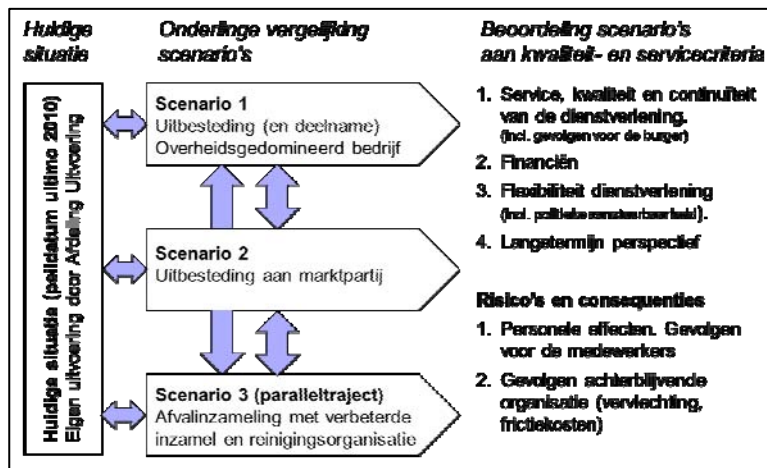 Huidige
situatie
Onderlinge vergelijking
scenario's
Beoordeling scenario's
aan kwaliteit- en servicecriteria
Huidige situatie (peildatum ultimo 2010)
Eigen uitvoering door Afdeling Uitvoering
Scenario 1
Uitbesteding (en deelname)
Overheidsgedomineerd bedrijf
Scenario 2
Uitbesteding aan marktpartij
Scenario 3 (paralleltraject)
Afvalinzameling met verbeterde
inzamel en reinigingsorganisatie
1. Service, kwaliteit en continuïteit
van de dienstverlening.
(incl. gevolgen voor de burger)
2. Financiën
3. Flexibiliteit dienstverlening
(incl. politieke aanstuurbaarheid).
4. Langetermijn perspectief
Risico's en consequenties
1. Personele effecten. Gevolgen
voor de medewerkers
2. Gevolgen achterblijvende
organisatie (vervlechting,
frictiekosten)